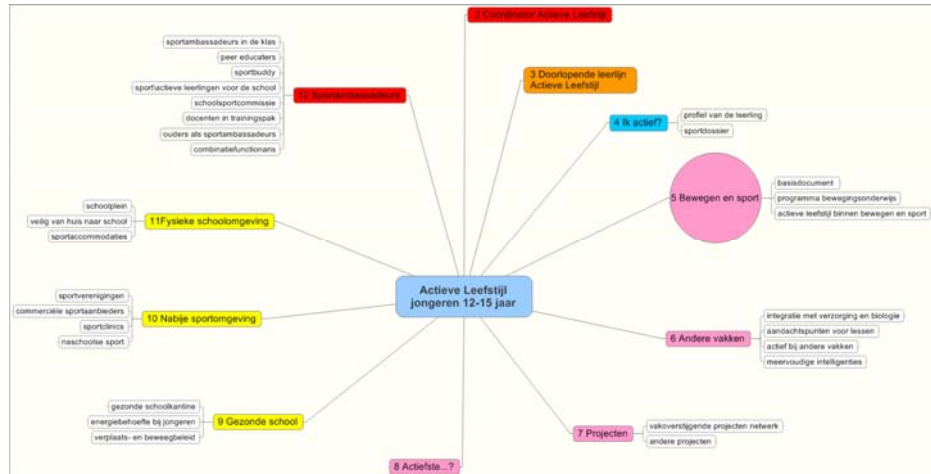 2 Coördinator Actieve Leefstijl
3 Doorlopende leerlijn
Actieve Leefstijl
4 Ik actief?
profiel van de leerling
sportdossier
5 Bewegen en sport
basisdocument
programma bewegingsonderwijs
actieve leefstijl binnen bewegen en sport
6 Andere vakken
integratie met verzorging en biologie
aandachtspunten voor lessen
actief bij andere vakken
meervoudige intelligenties
7 Projecten
vakoverstijgende projecten netwerk
andere projecten
8 Actiefste...?
9 Gezonde school
gezonde schoolkantine
energiebehoefte bij jongeren
verplaats- en beweegbeleid
10 Nabije sportomgeving
sportverenigingen
commerciële sportaanbieders
sportclinics
naschoolse sport
11Fysieke schoolomgeving
schoolplein
veilig van huis naar school
sportaccommodaties
12 Sportambassadeurs
sportambassadeurs in de klas
peer educaters
sportbuddy
sport\actieve leerlingen voor de school
schoolsportcommissie
docenten in trainingspak
ouders als sportambassadeurs
combinatiefunctionaris
Actieve Leefstijl
jongeren 12-15 jaar